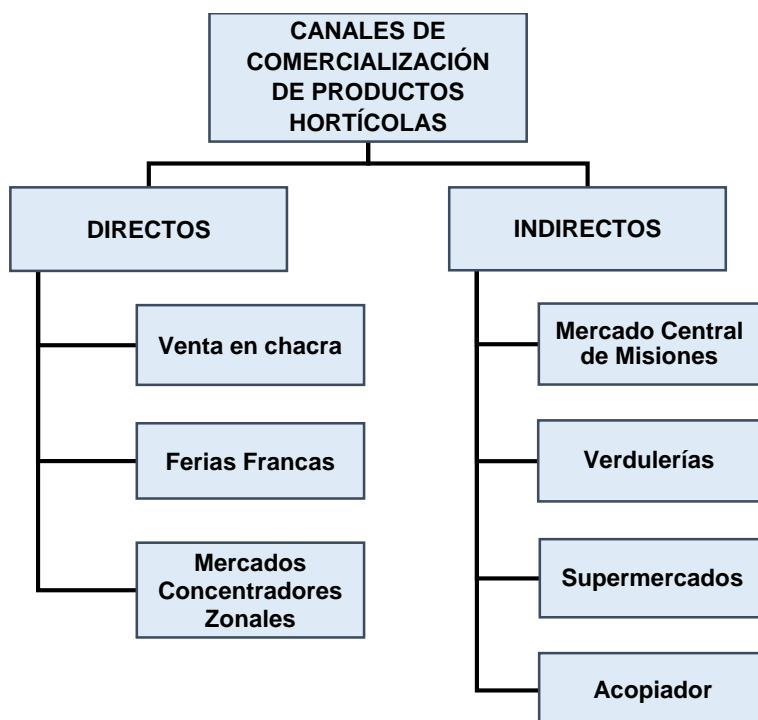 CANALES DE
COMERCIALIZACIÓN
DE PRODUCTOS
HORTÍCOLAS
DIRECTOS
Venta en chacra
Ferias Francas
Mercados
Concentradores
Zonales
INDIRECTOS
Mercado Central
de Misiones
Verdulerías
Supermercados
Acopiador